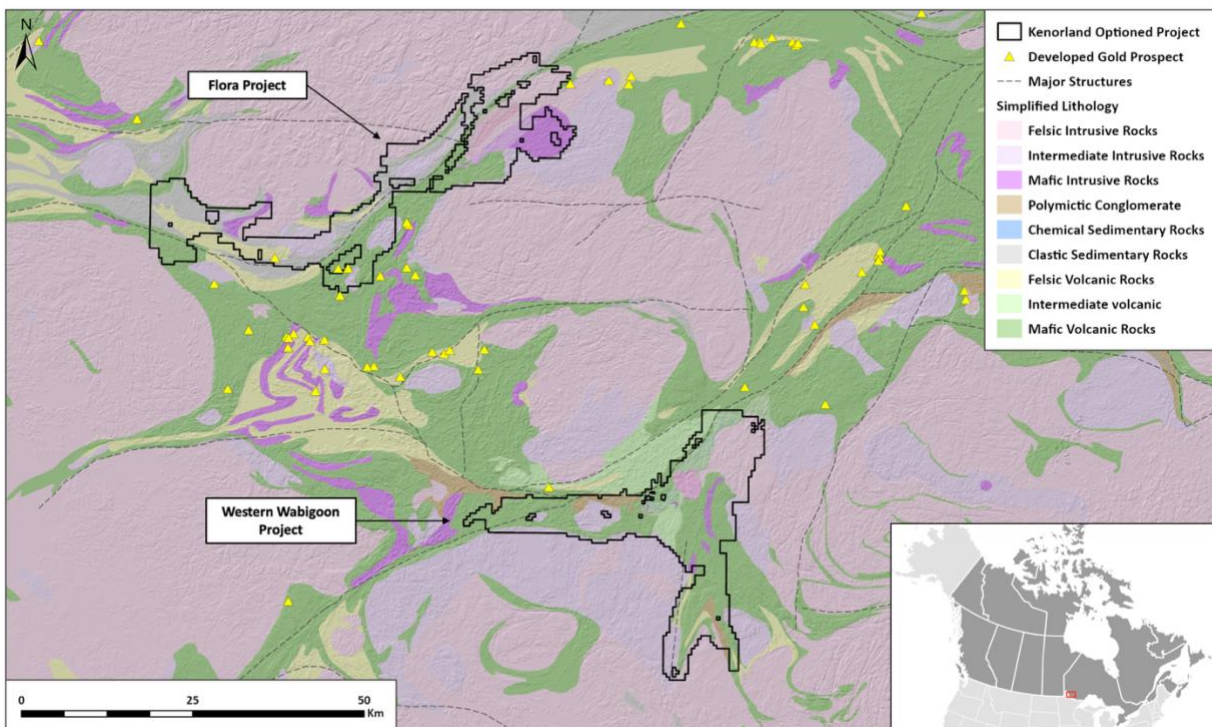 N
Flora Project
Western Wabigoon
Project
Kenorland Optioned Project
Developed Gold Prospect
Major Structures
Simplified Lithology
Felsic Intrusive Rocks
Intermediate Intrusive Rocks
Mafic Intrusive Rocks
Polymictic Conglomerate
Chemical Sedimentary Rocks
Clastic Sedimentary Rocks
Felsic Volcanic Rocks
Intermediate volcanic
Mafic Volcanic Rocks
0 25 50
Km